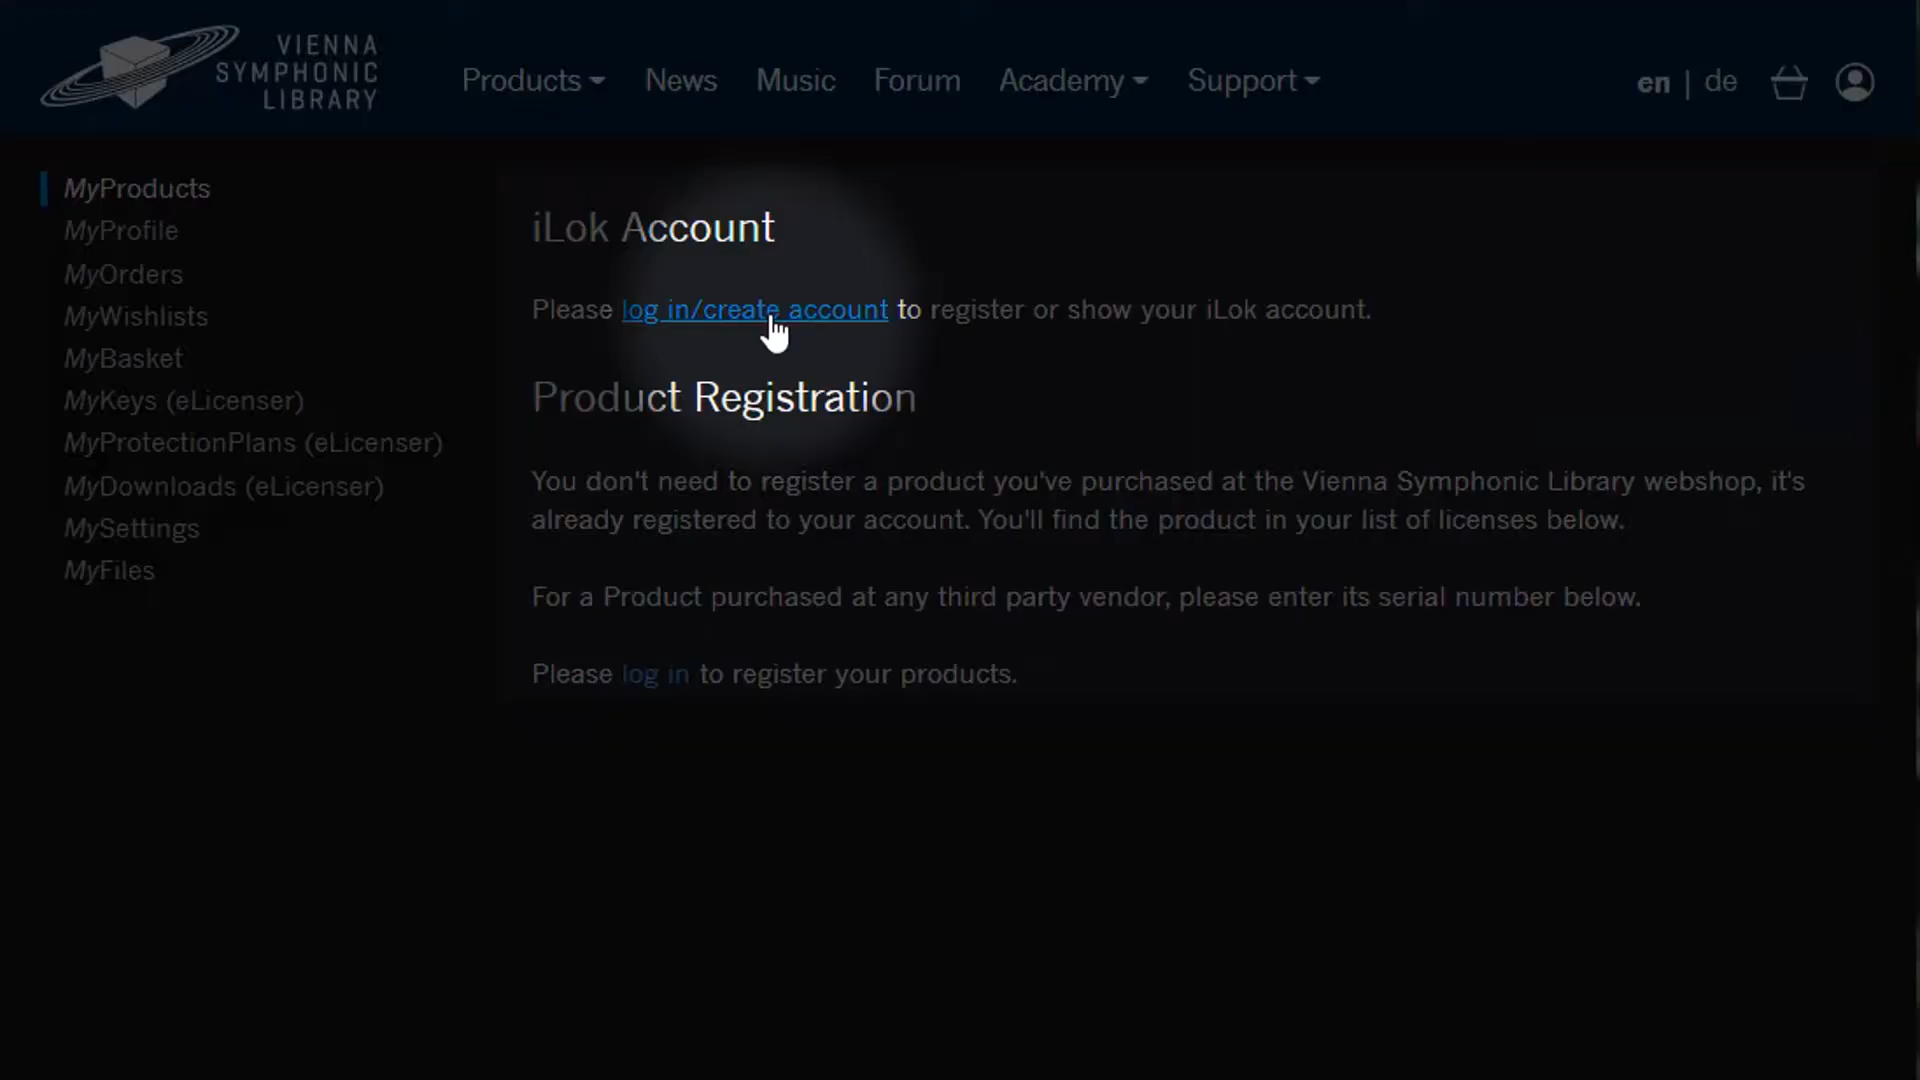 VIENNA
SYMPHONIC
LIBRARY
Products
News
Music
Forum
Academy
Support
en | de
MyProducts
MyProfile
MyOrders
MyWishlists
MyBasket
MyKeys (eLicenser)
MyProtectionPlans (eLicenser)
MyDownloads (eLicenser)
MySettings
MyFiles
iLok Account
Please log in/create account to register or show your iLok account.
Product Registration
You don't need to register a product you've purchased at the Vienna Symphonic Library webshop, it's
already registered to your account. You'll find the product in your list of licenses below.
For a Product purchased at any third party vendor, please enter its serial number below.
Please log in to register your products.